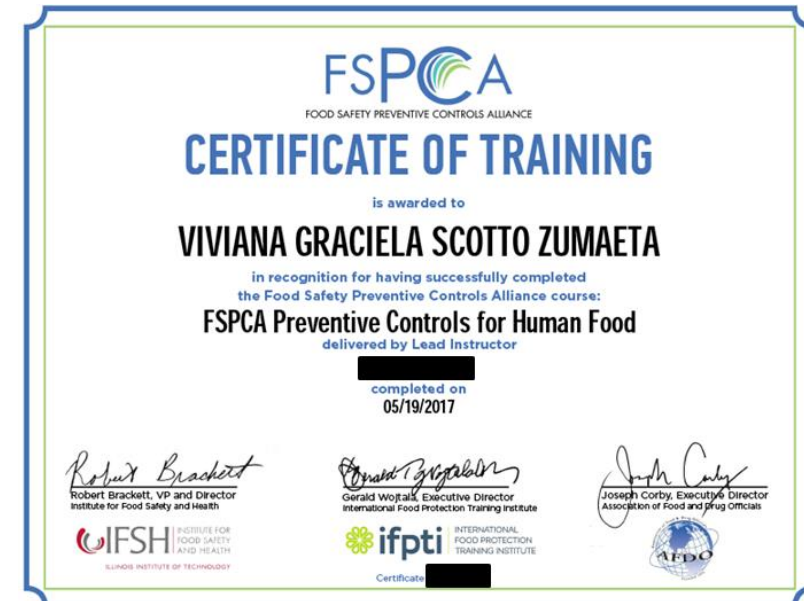 FSPCA
FOOD SAFETY PREVENTIVE CONTROLS ALLIANCE
CERTIFICATE OF TRAINING
is awarded to
VIVIANA GRACIELA SCOTTO ZUMAETA
in recognition for having successfully completed
the Food Safety Preventive Controls Alliance course:
FSPCA Preventive Controls for Human Food
delivered by Lead Instructor
completed on
05/19/2017
Robert Brackett
Robert Brackett, VP and Director
Institute for Food Safety and Health
IFSH INSTITUTE FOR
FOOD SAFETY
AND HEALTH
ILLINOIS INSTITUTE OF TECHNOLOGY
Gerald Wojtala, Executive Director
International Food Protection Training Institute
ifpti INTERNATIONAL
FOOD PROTECTION
TRAINING INSTITUTE
Certificate
Joseph Corby
Joseph Corby, Executive Director
Association of Food and Drug Officials
AFDO